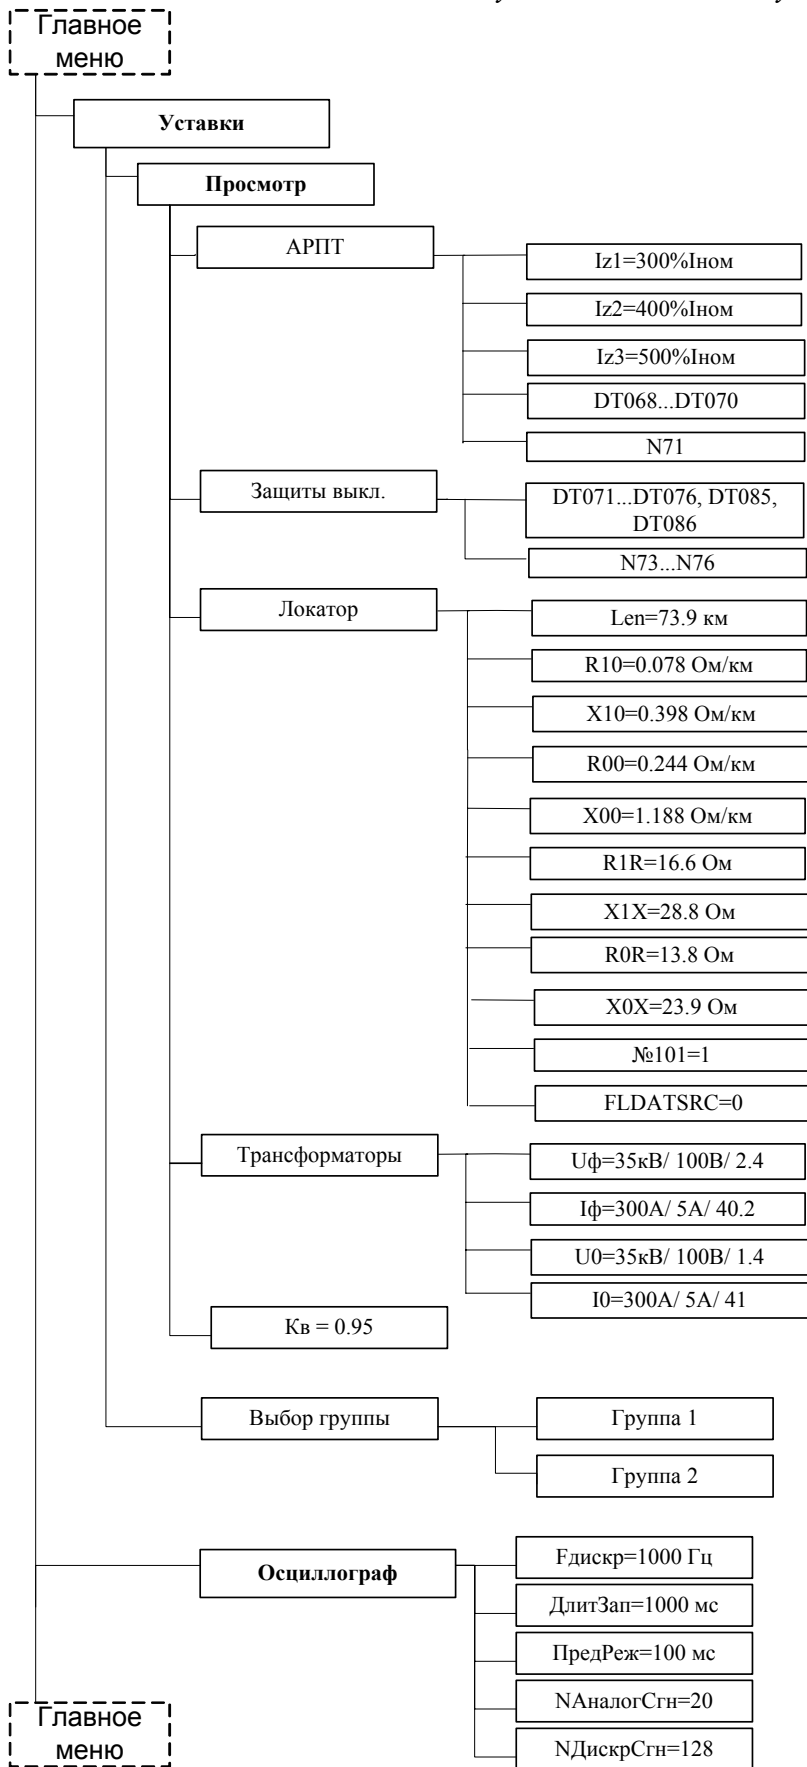 Главное
меню
Уставки
Просмотр
АРПТ
Iz1=300%Iном
Iz2=400%Iном
Iz3=500%Iном
DT068...DT070
N71
Защиты выкл.
DT071...DT076, DT085,
DT086
N73...N76
Локатор
Len=73.9 км
R10=0.078 Ом/км
X10=0.398 Ом/км
R00=0.244 Ом/км
X00=1.188 Ом/км
R1R=16.6 Ом
X1X=28.8 Ом
R0R=13.8 Ом
X0X=23.9 Ом
№101=1
FLDATSRC=0
Трансформаторы
Uф=35кВ/ 100В/ 2.4
Iф=300А/ 5А/ 40.2
U0=35кВ/ 100В/ 1.4
I0=300А/ 5А/ 41
Кв = 0.95
Выбор группы
Группа 1
Группа 2
Осциллограф
Fдискр=1000 Гц
ДлитЗап=1000 мс
ПредРеж=100 мс
NАналогСгн=20
NДискрСгн=128
Главное
меню